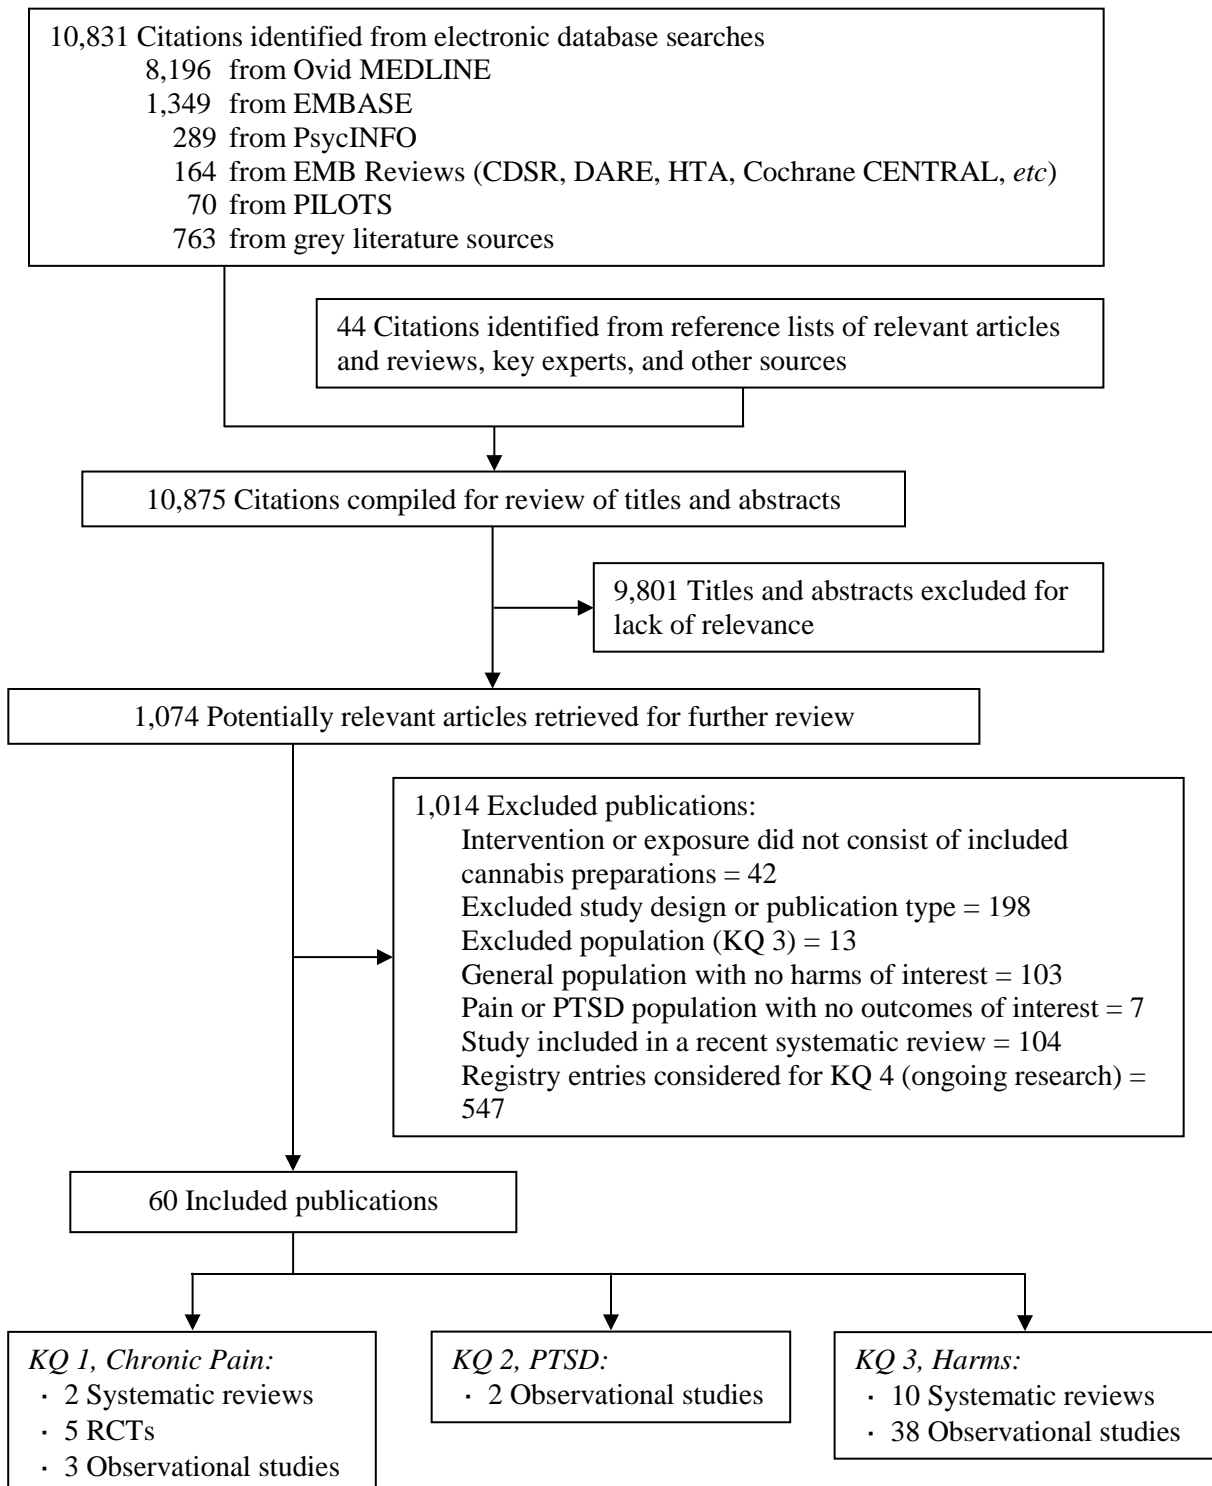 10,831 Citations identified from electronic database searches
8,196 from Ovid MEDLINE
1,349 from EMBASE
289 from PsycINFO
164 from EMB Reviews (CDSR, DARE, HTA, Cochrane CENTRAL, etc)
70 from PILOTS
763 from grey literature sources
44 Citations identified from reference lists of relevant articles
and reviews, key experts, and other sources
10,875 Citations compiled for review of titles and abstracts
9,801 Titles and abstracts excluded for
lack of relevance
1,074 Potentially relevant articles retrieved for further review
1,014 Excluded publications:
Intervention or exposure did not consist of included
cannabis preparations = 42
Excluded study design or publication type = 198
Excluded population (KQ 3) = 13
General population with no harms of interest = 103
Pain or PTSD population with no outcomes of interest = 7
Study included in a recent systematic review = 104
Registry entries considered for KQ 4 (ongoing research) =
547
60 Included publications
KQ 1, Chronic Pain:
· 2 Systematic reviews
· 5 RCTs
· 3 Observational studies
KQ 2, PTSD:
· 2 Observational studies
KQ 3, Harms:
· 10 Systematic reviews
· 38 Observational studies